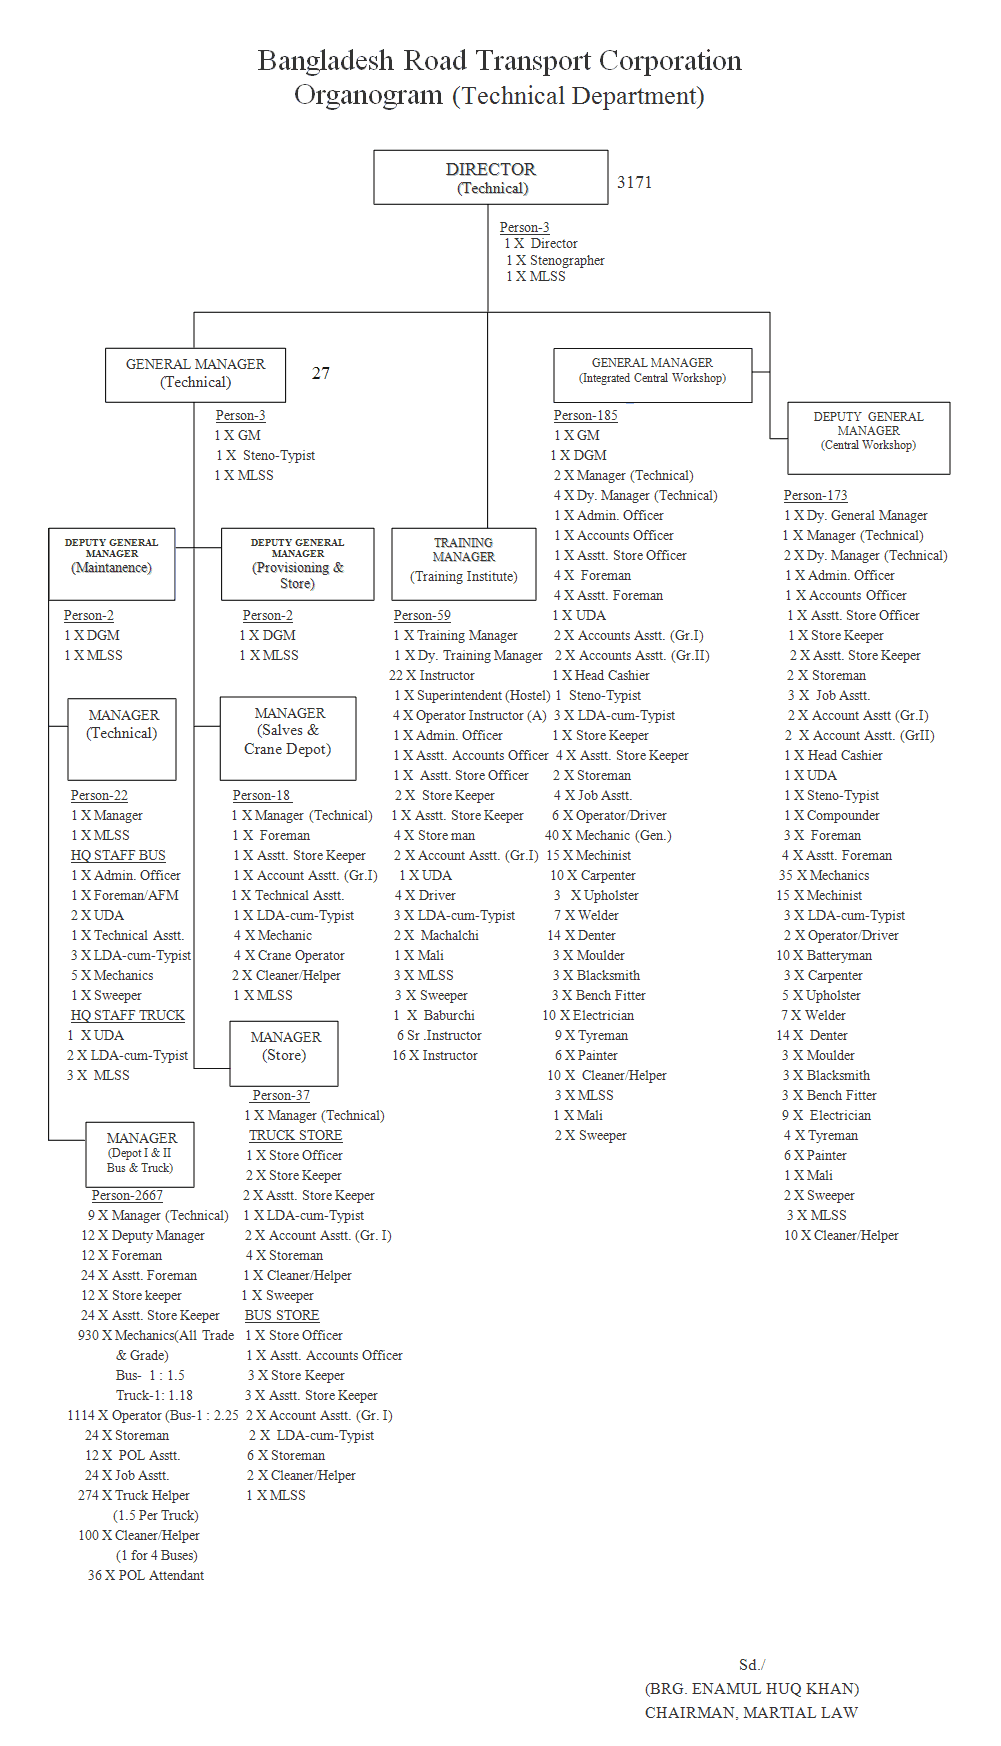 Bangladesh Road Transport Corporation
Organogram (Technical Department)
DIRECTOR
(Technical)
3171
Person-3
1 X Director
1 X Stenographer
1 X MLSS
GENERAL MANAGER
(Technical)
27
Person-3
1 X GM
1 X Steno-Typist
1 X MLSS
DEPUTY GENERAL
MANAGER
(Maintanence)
Person-2
1 X DGM
1 X MLSS
MANAGER
(Technical)
Person-22
1 X Manager
1 X MLSS
HQ STAFF BUS
1 X Admin. Officer
1 X Foreman/AFM
2 X UDA
1 X Technical Asstt.
3 X LDA-cum-Typist
5 X Mechanics
1 X Sweeper
HQ STAFF TRUCK
1 X UDA
2 X LDA-cum-Typist
3 X MLSS
MANAGER
(Depot I & II
Bus & Truck)
Person-2667
9 X Manager (Technical)
12 X Deputy Manager
12 X Foreman
24 X Asstt. Foreman
12 X Store keeper
24 X Asstt. Store Keeper
930 X Mechanics(All Trade
& Grade)
Bus- 1 : 1.5
Truck-1: 1.18
1114 X Operator (Bus-1 : 2.25
24 X Storeman
12 X POL Asstt.
24 X Job Asstt.
274 X Truck Helper
(1.5 Per Truck)
100 X Cleaner/Helper
(1 for 4 Buses)
36 X POL Attendant
DEPUTY GENERAL
MANAGER
(Provisioning &
Store)
Person-2
1 X DGM
1 X MLSS
MANAGER
(Salves &
Crane Depot)
Person-18
1 X Manager (Technical)
1 X Foreman
1 X Asstt. Store Keeper
1 X Account Asstt. (Gr.I)
1 X Technical Asstt.
1 X LDA-cum-Typist
4 X Mechanic
4 X Crane Operator
2 X Cleaner/Helper
1 X MLSS
MANAGER
(Store)
Person-37
1 X Manager (Technical)
TRUCK STORE
1 X Store Officer
2 X Store Keeper
2 X Asstt. Store Keeper
1 X LDA-cum-Typist
2 X Account Asstt. (Gr. I)
4 X Storeman
1 X Cleaner/Helper
1 X Sweeper
BUS STORE
1 X Store Officer
1 X Asstt. Accounts Officer
3 X Store Keeper
3 X Asstt. Store Keeper
2 X Account Asstt. (Gr. I)
2 X LDA-cum-Typist
6 X Storeman
2 X Cleaner/Helper
1 X MLSS
TRAINING
MANAGER
(Training Institute)
Person-59
1 X Training Manager
1 X Dy. Training Manager
22 X Instructor
1 X Superintendent (Hostel)
4 X Operator Instructor (A)
1 X Admin. Officer
1 X Asstt. Accounts Officer
1 X Asstt. Store Officer
2 X Store Keeper
1 X Asstt. Store Keeper
4 X Store man
2 X Account Asstt. (Gr.I)
1 X UDA
4 X Driver
3 X LDA-cum-Typist
2 X Machalchi
1 X Mali
3 X MLSS
3 X Sweeper
1 X Baburchi
6 Sr .Instructor
16 X Instructor
GENERAL MANAGER
(Integrated Central Workshop)
Person-185
1 X GM
1 X DGM
2 X Manager (Technical)
4 X Dy. Manager (Technical)
1 X Admin. Officer
1 X Accounts Officer
1 X Asstt. Store Officer
4 X Foreman
4 X Asstt. Foreman
1 X UDA
2 X Accounts Asstt. (Gr.I)
2 X Accounts Asstt. (Gr.II)
1 X Head Cashier
1 Steno-Typist
3 X LDA-cum-Typist
1 X Store Keeper
4 X Asstt. Store Keeper
2 X Storeman
4 X Job Asstt.
6 X Operator/Driver
40 X Mechanic (Gen.)
15 X Mechinist
10 X Carpenter
3 X Upholster
7 X Welder
14 X Denter
3 X Moulder
3 X Blacksmith
3 X Bench Fitter
10 X Electrician
9 X Tyreman
6 X Painter
10 X Cleaner/Helper
3 X MLSS
1 X Mali
2 X Sweeper
DEPUTY GENERAL
MANAGER
(Central Workshop)
Person-173
1 X Dy. General Manager
1 X Manager (Technical)
2 X Dy. Manager (Technical)
1 X Admin. Officer
1 X Accounts Officer
1 X Asstt. Store Officer
1 X Store Keeper
2 X Asstt. Store Keeper
2 X Storeman
3 X Job Asstt.
2 X Account Asstt (Gr.I)
2 X Account Asstt. (GrII)
1 X Head Cashier
1 X UDA
1 X Steno-Typist
1 X Compounder
3 X Foreman
4 X Asstt. Foreman
35 X Mechanics
15 X Mechinist
3 X LDA-cum-Typist
2 X Operator/Driver
10 X Batteryman
3 X Carpenter
5 X Upholster
7 X Welder
14 X Denter
3 X Moulder
3 X Blacksmith
3 X Bench Fitter
9 X Electrician
4 X Tyreman
6 X Painter
1 X Mali
2 X Sweeper
3 X MLSS
10 X Cleaner/Helper
Sd./
(BRG. ENAMUL HUQ KHAN)
CHAIRMAN, MARTIAL LAW